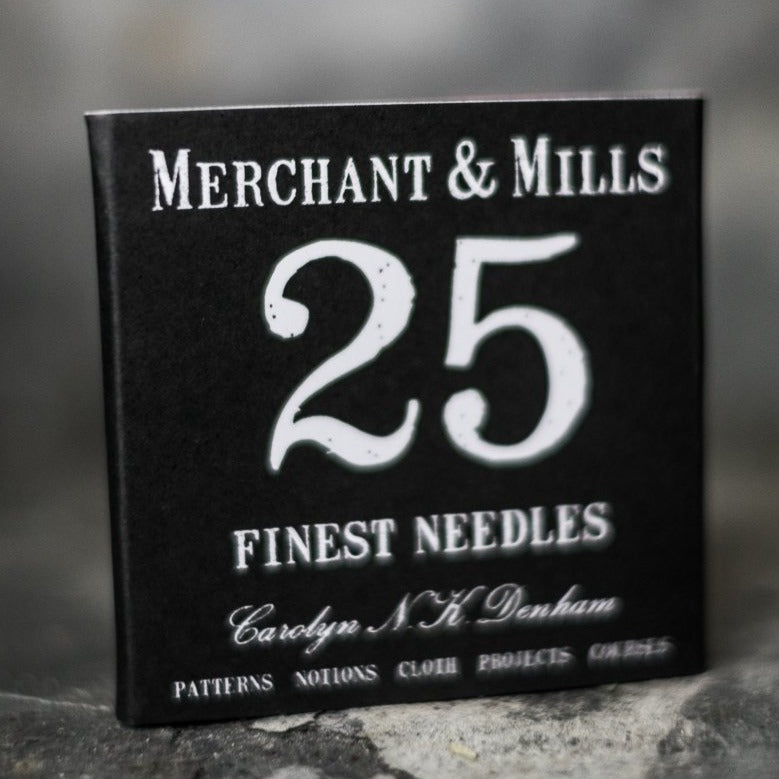 MERCHANT & MILLS
25
FINEST NEEDLES
Carolyn N.K. Denham
PATTERNS NOTIONS CLOTH PROJECTS COURSES